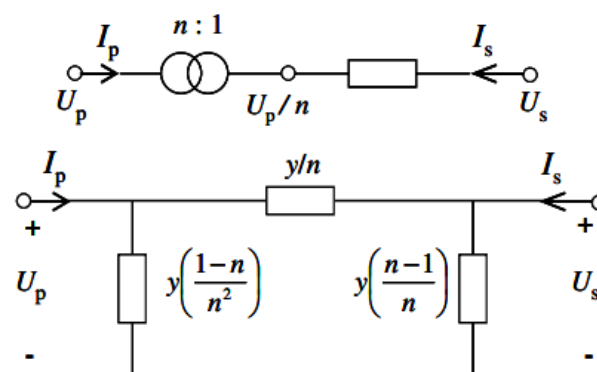 n : 1
I_p
I_s
U_p
U_p/n
U_s
I_p
y/n
I_s
+
+
U_p
y((1−n)/n²)
y((n−1)/n)
U_s
-
-